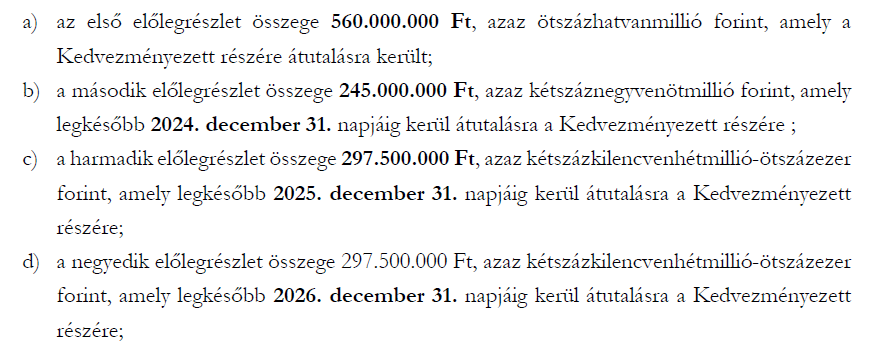 a) az első előlegrészlet összege 560.000.000 Ft, azaz ötszázhatvanmillió forint, amely a
Kedvezményezett részére átutalásra került;
b) a második előlegrészlet összege 245.000.000 Ft, azaz kétszáznegyvenötmillió forint, amely
legkésőbb 2024. december 31. napjáig kerül átutalásra a Kedvezményezett részére ;
c) a harmadik előlegrészlet összege 297.500.000 Ft, azaz kétszázkilencvenhétmillió-ötszázezer
forint, amely legkésőbb 2025. december 31. napjáig kerül átutalásra a Kedvezményezett
részére;
d) a negyedik előlegrészlet összege 297.500.000 Ft, azaz kétszázkilencvenhétmillió-ötszázezer
forint, amely legkésőbb 2026. december 31. napjáig kerül átutalásra a Kedvezményezett
részére;